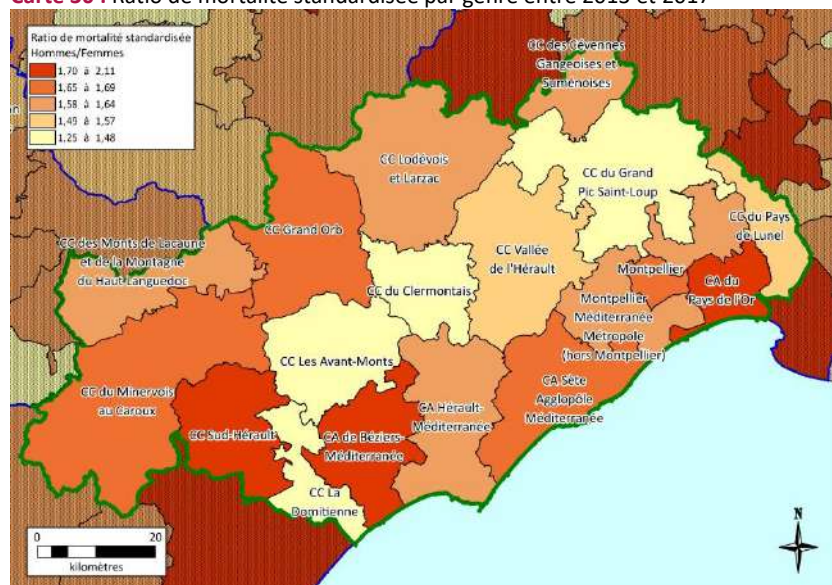 Carte 30 : Ratio de mortalité standardisée par genre entre 2013 et 2017
Ratio de mortalité standardisée
Hommes/Femmes
1,70 à 2,11
1,65 à 1,69
1,58 à 1,64
1,49 à 1,57
1,25 à 1,48
CC des Cévennes
Gangeoises et
Suménoises
CC Lodévois
et Larzac
CC du Grand
Pic Saint-Loup
CC du Pays
de Lunel
CC Grand Orb
CC des Monts de Lacaune
et de la Montagne
du Haut Languedoc
CC Vallée
de l'Hérault
Montpellier
CA du
Pays de l'Or
CC du Clermontais
Montpellier
Méditerranée
Métropole
(hors Montpellier)
CC Les Avant-Monts
CC du Minervois
au Caroux
CA Sète
Agglopôle
Méditerranée
CA Hérault-
Méditerranée
CC Sud-Hérault
CA de Béziers-
Méditerranée
CC La
Domitienne
0 20
kilomètres
N